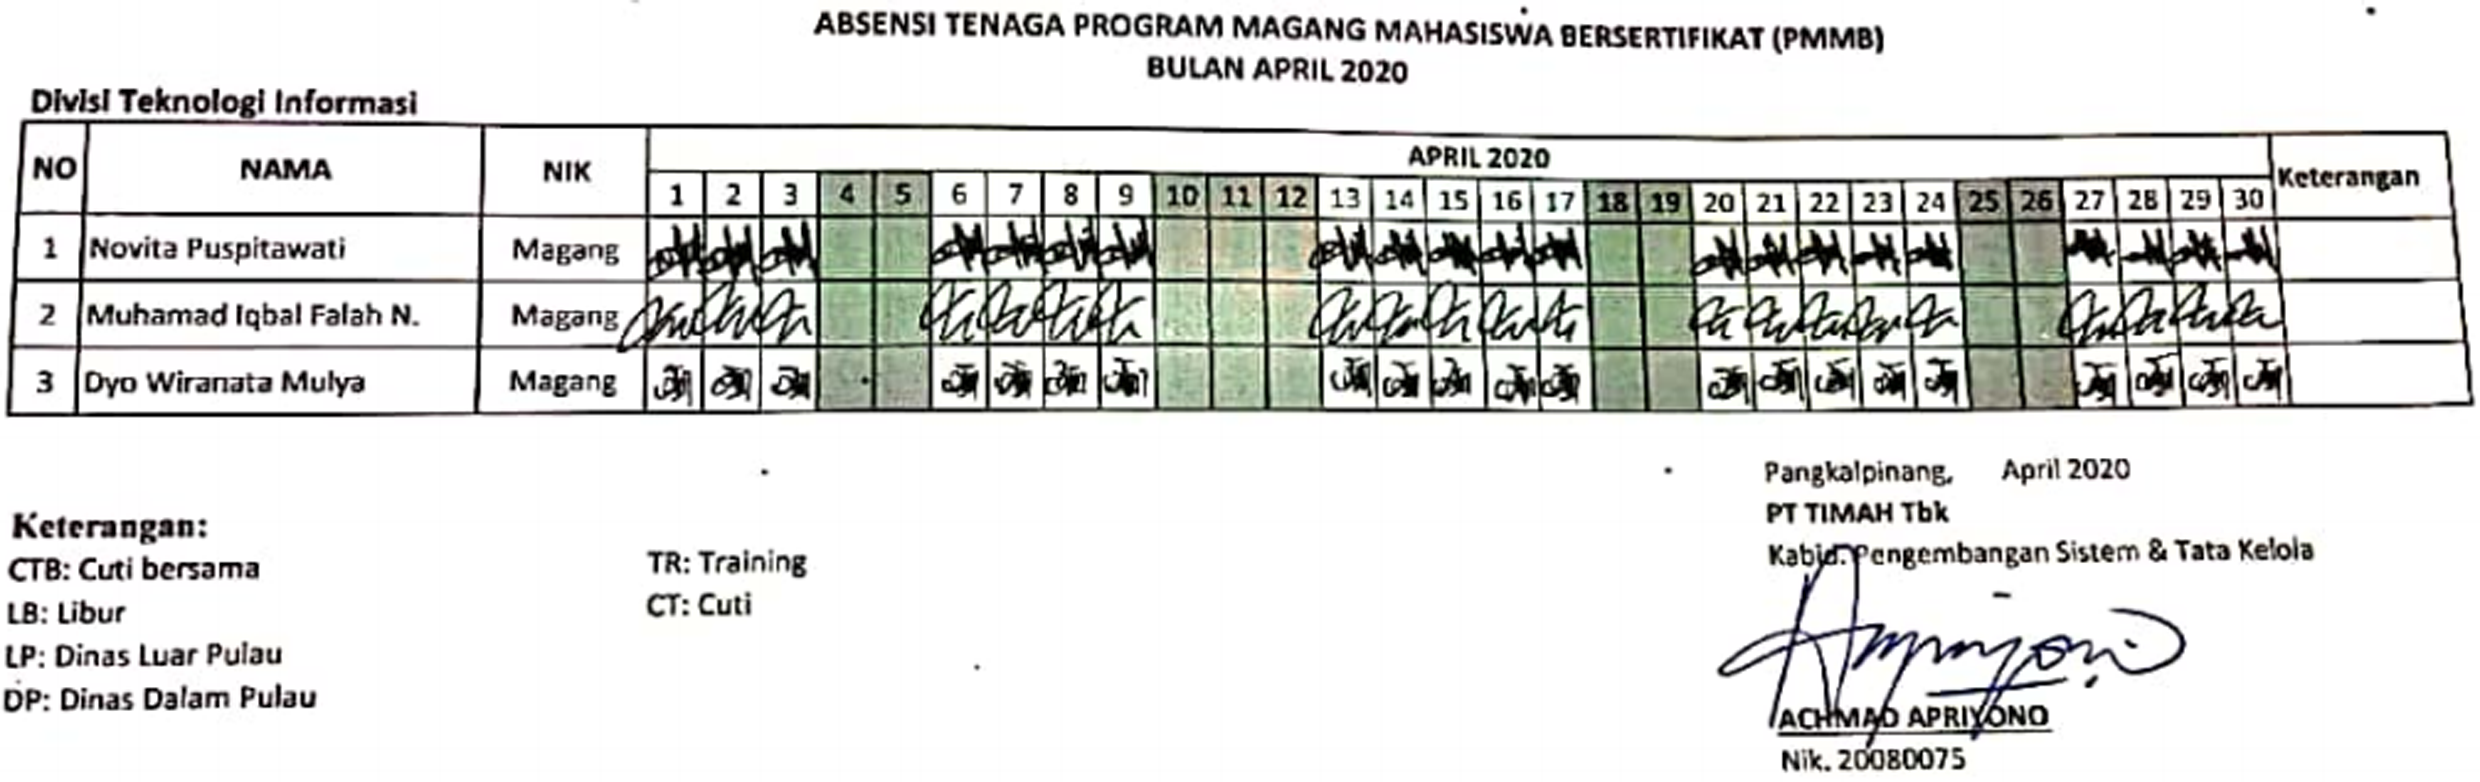 ABSENSI TENAGA PROGRAM MAGANG MAHASISWA BERSERTIFIKAT (PMMB)
BULAN APRIL 2020
Divisi Teknologi Informasi
NO NAMA NIK APRIL 2020 Keterangan
1 2 3 4 5 6 7 8 9 10 11 12 13 14 15 16 17 18 19 20 21 22 23 24 25 26 27 28 29 30
1 Novita Puspitawati Magang
2 Muhamad Iqbal Falah N. Magang
3 Dyo Wiranata Mulya Magang
Pangkalpinang, April 2020
PT TIMAH Tbk
Kabid. Pengembangan Sistem & Tata Kelola
Keterangan:
CTB: Cuti bersama TR: Training
LB: Libur CT: Cuti
LP: Dinas Luar Pulau
DP: Dinas Dalam Pulau
ACHMAD APRIYONO
Nik. 20080075